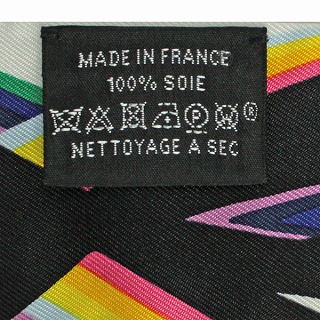 MADE IN FRANCE
100% SOIE
P W ®
NETTOYAGE A SEC